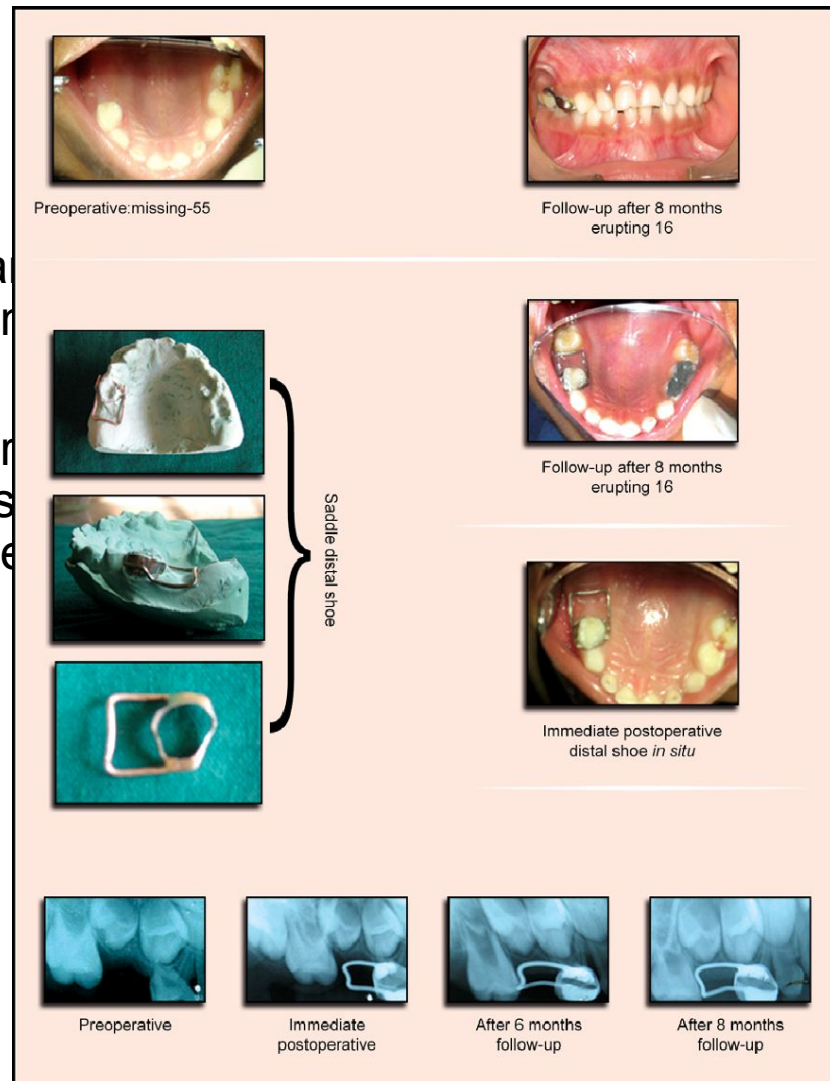 Preoperative:missing-55
Follow-up after 8 months
erupting 16
Saddle distal shoe
Follow-up after 8 months
erupting 16
Immediate postoperative
distal shoe in situ
Preoperative
Immediate
postoperative
After 6 months
follow-up
After 8 months
follow-up